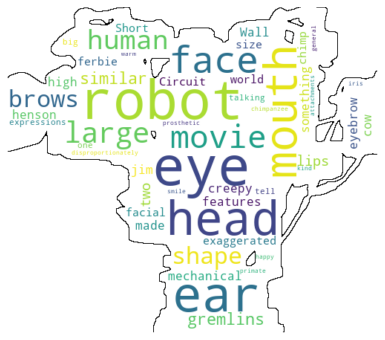 big
Short
warm
general
ferbie
human
face
Wall
size
mouth
chimp
something
high
similar
Circuit
world
iris
brows
robot
talking
attachments
eyebrow
cow
henson
chimpanzee
expressions
large
prosthetic
movie
lips
one
disproportionately
jim
eye
two
creepy
smile
tell
kind
features
facial
head
made
exaggerated
shape
happy
mechanical
primate
ear
gremlins